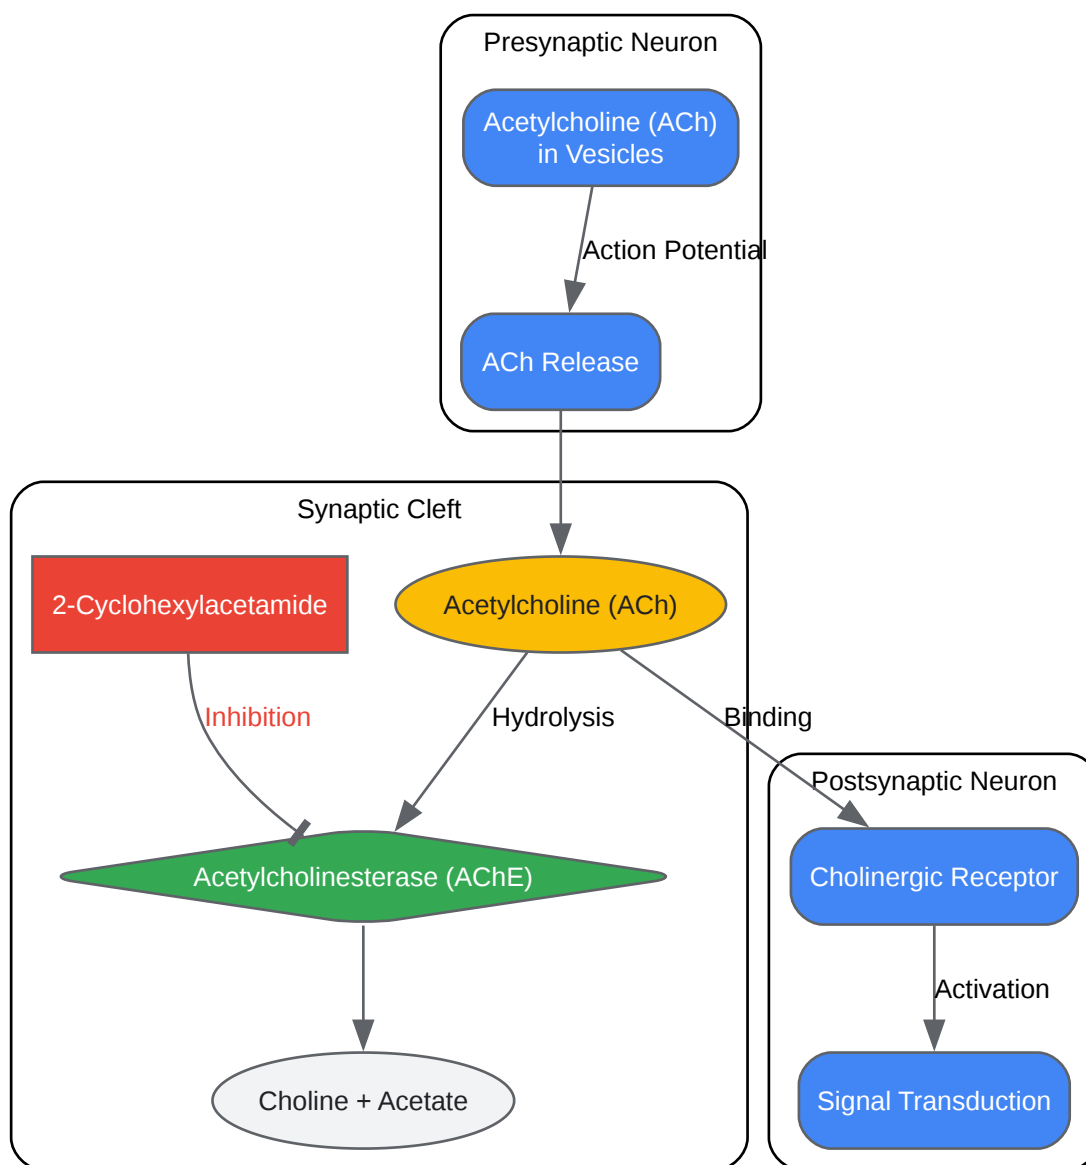 Presynaptic Neuron
Acetylcholine (ACh)
in Vesicles
Action Potential
ACh Release
Synaptic Cleft
2-Cyclohexylacetamide
Acetylcholine (ACh)
Inhibition
Hydrolysis
Binding
Postsynaptic Neuron
Acetylcholinesterase (AChE)
Cholinergic Receptor
Activation
Choline + Acetate
Signal Transduction